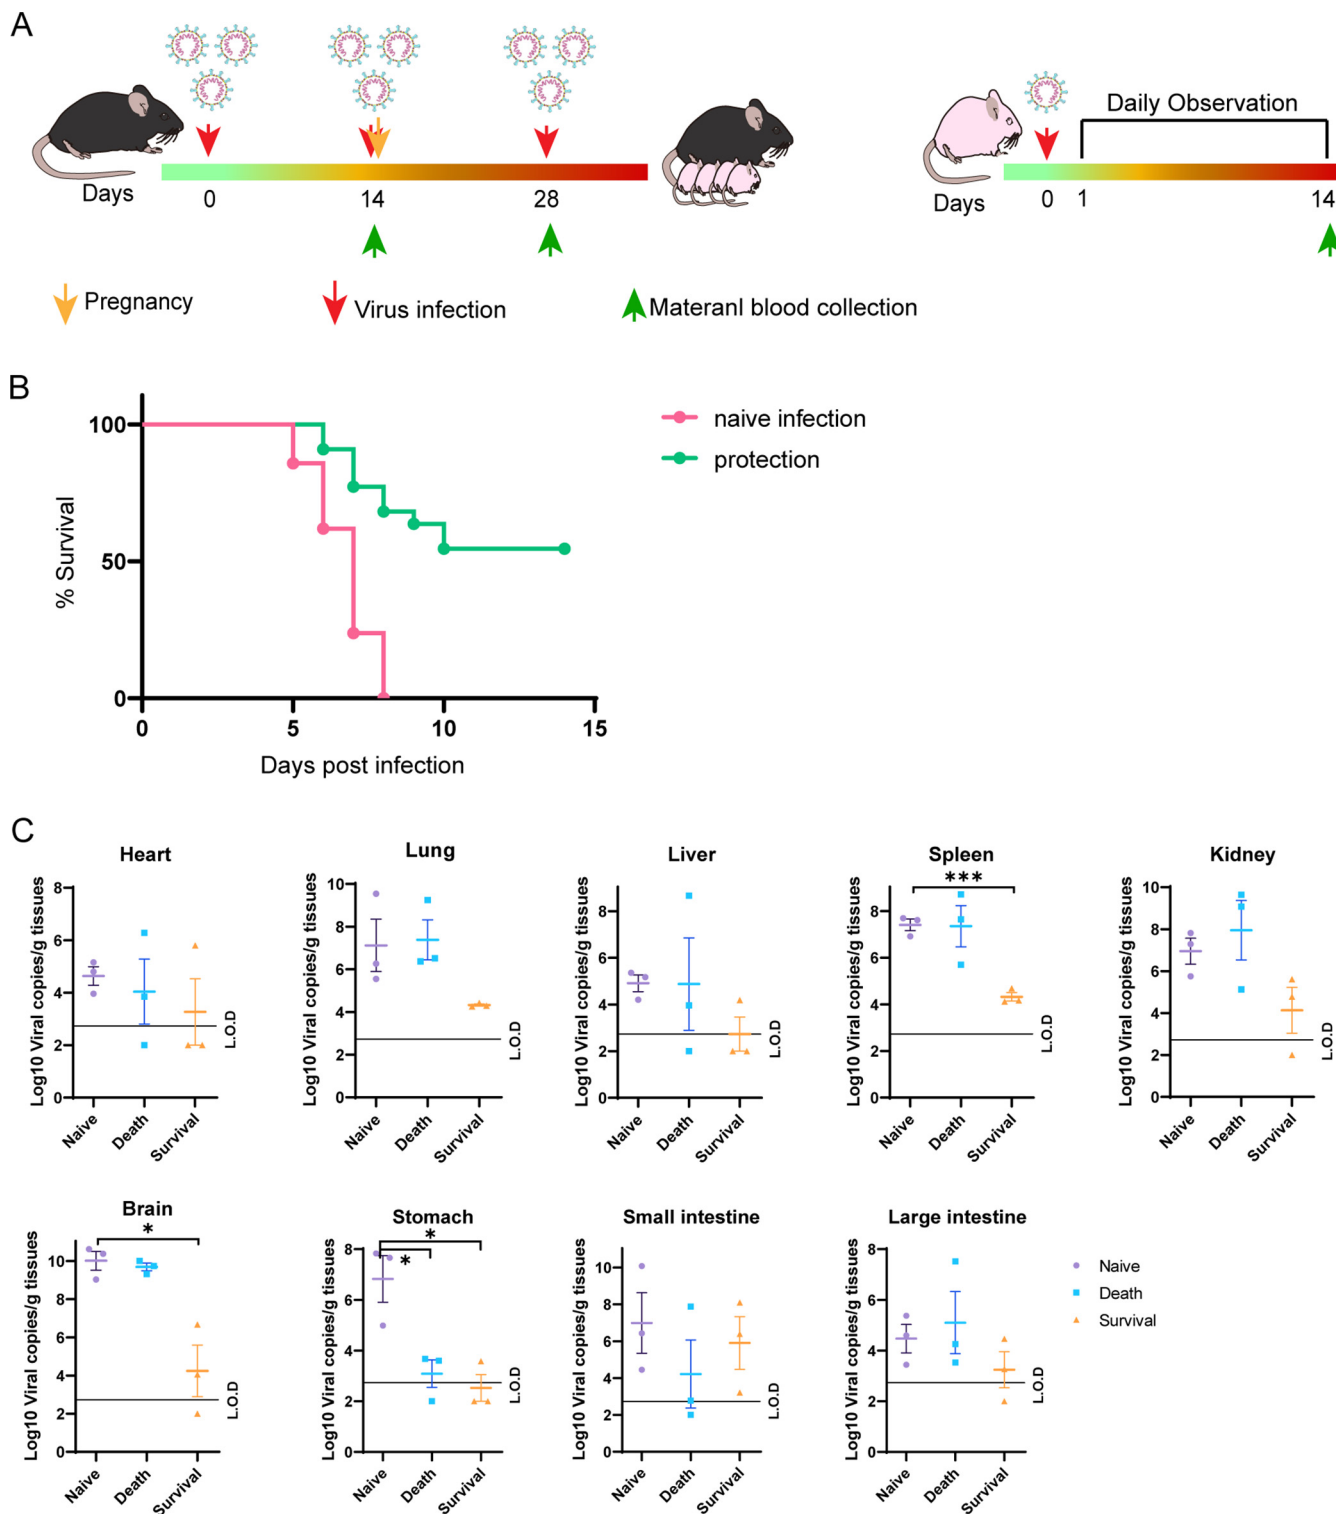 A
Daily Observation
Days
0
14
28
Days
0
1
14
Pregnancy
Virus infection
Materanl blood collection
B
100
50
0
% Survival
0
5
10
15
Days post infection
naive infection
protection
C
Heart
Log10 Viral copies/g tissues
8
6
4
2
0
L.O.D
Naive
Death
Survival
Lung
Log10 Viral copies/g tissues
10
8
6
4
2
0
L.O.D
Naive
Death
Survival
Liver
Log10 Viral copies/g tissues
8
6
4
2
0
L.O.D
Naive
Death
Survival
Spleen
***
Log10 Viral copies/g tissues
8
6
4
2
0
L.O.D
Naive
Death
Survival
Kidney
Log10 Viral copies/g tissues
10
8
6
4
2
0
L.O.D
Naive
Death
Survival
Brain
*
Log10 Viral copies/g tissues
10
8
6
4
2
0
L.O.D
Naive
Death
Survival
Stomach
*
*
Log10 Viral copies/g tissues
8
6
4
2
0
L.O.D
Naive
Death
Survival
Small intestine
Log10 Viral copies/g tissues
10
8
6
4
2
0
L.O.D
Naive
Death
Survival
Large intestine
Log10 Viral copies/g tissues
8
6
4
2
0
L.O.D
Naive
Death
Survival
Naive
Death
Survival